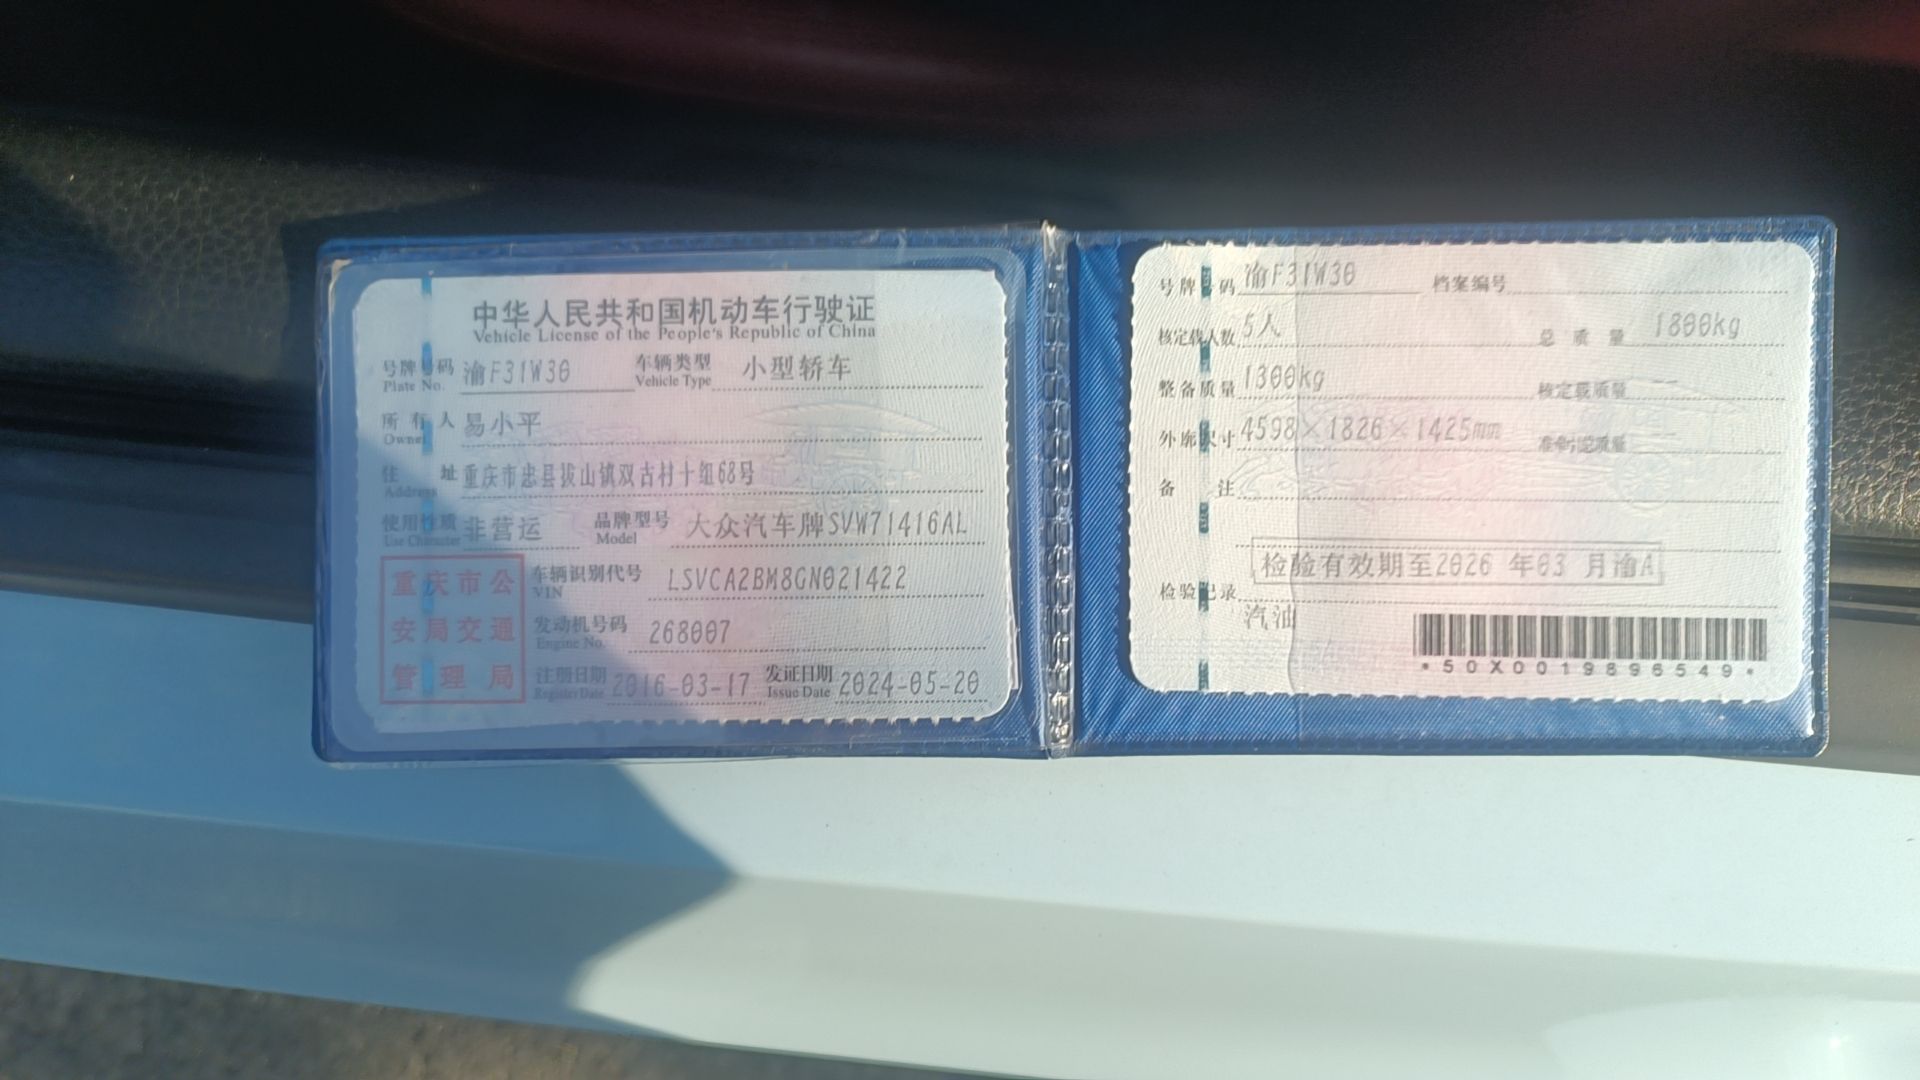 中华人民共和国机动车行驶证
Vehicle License of the People's Republic of China
号牌号码 渝F31W30 车辆类型 小型轿车
Plate No. Vehicle Type
所有人 易小平
Owner
住址 重庆市忠县拔山镇双古村十组68号
Address
使用性质 非营运 品牌型号 大众汽车牌SVW71416AL
Use Character Model
重庆市公安局交通管理局
车辆识别代号 LSVCA2BM8GN021422
VIN
发动机号码 268007
Engine No.
注册日期 2016-03-17 发证日期 2024-05-20
Register Date Issue Date
号牌号码 渝F31W30 档案编号
核定载人数 5人 总质量 1800kg
整备质量 1300kg 核定载质量 --
外廓尺寸 4598×1826×1425mm 准牵引总质量 --
备注
检验有效期至2026 年03 月渝A
检验记录
汽油
*50X0019896549*